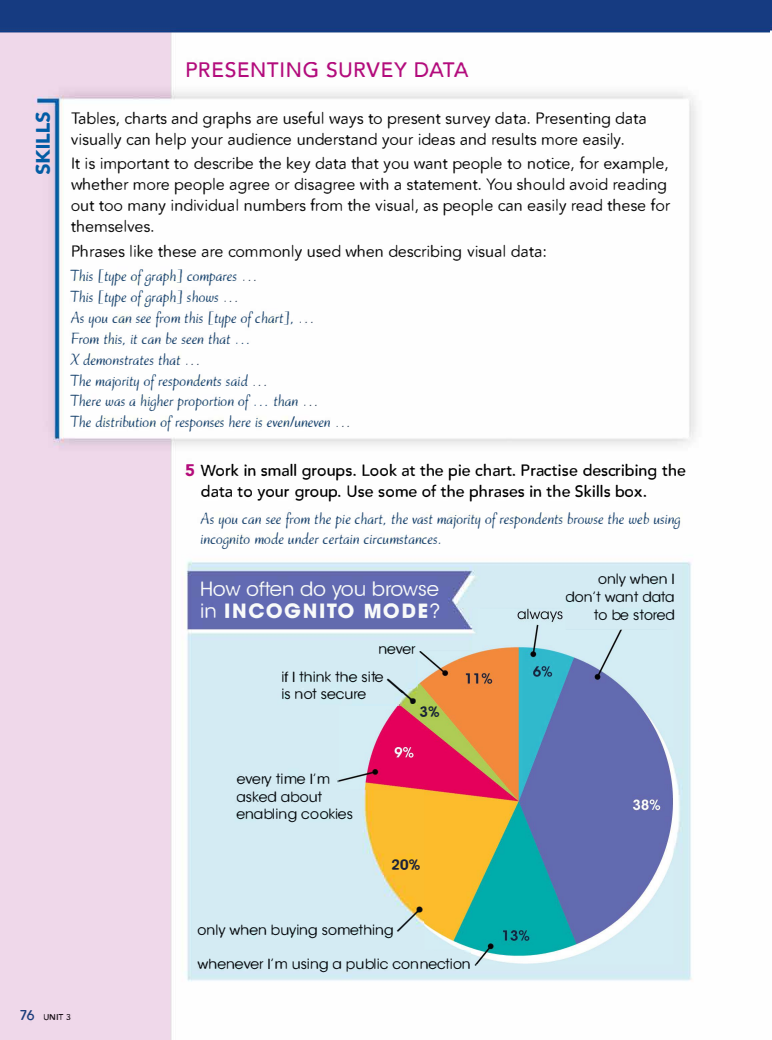 PRESENTING SURVEY DATA
SKILLS
Tables, charts and graphs are useful ways to present survey data. Presenting data
visually can help your audience understand your ideas and results more easily.
It is important to describe the key data that you want people to notice, for example,
whether more people agree or disagree with a statement. You should avoid reading
out too many individual numbers from the visual, as people can easily read these for
themselves.
Phrases like these are commonly used when describing visual data:
This [type of graph] compares …
This [type of graph] shows …
As you can see from this [type of chart], …
From this, it can be seen that …
X demonstrates that …
The majority of respondents said …
There was a higher proportion of … than …
The distribution of responses here is even/uneven …
5 Work in small groups. Look at the pie chart. Practise describing the
data to your group. Use some of the phrases in the Skills box.
As you can see from the pie chart, the vast majority of respondents browse the web using
incognito mode under certain circumstances.
How often do you browse
in INCOGNITO MODE?
only when I
don't want data
to be stored
always
never
if I think the site
is not secure
every time I'm
asked about
enabling cookies
only when buying something
whenever I'm using a public connection
6%
38%
13%
20%
9%
3%
11%
76 UNIT 3